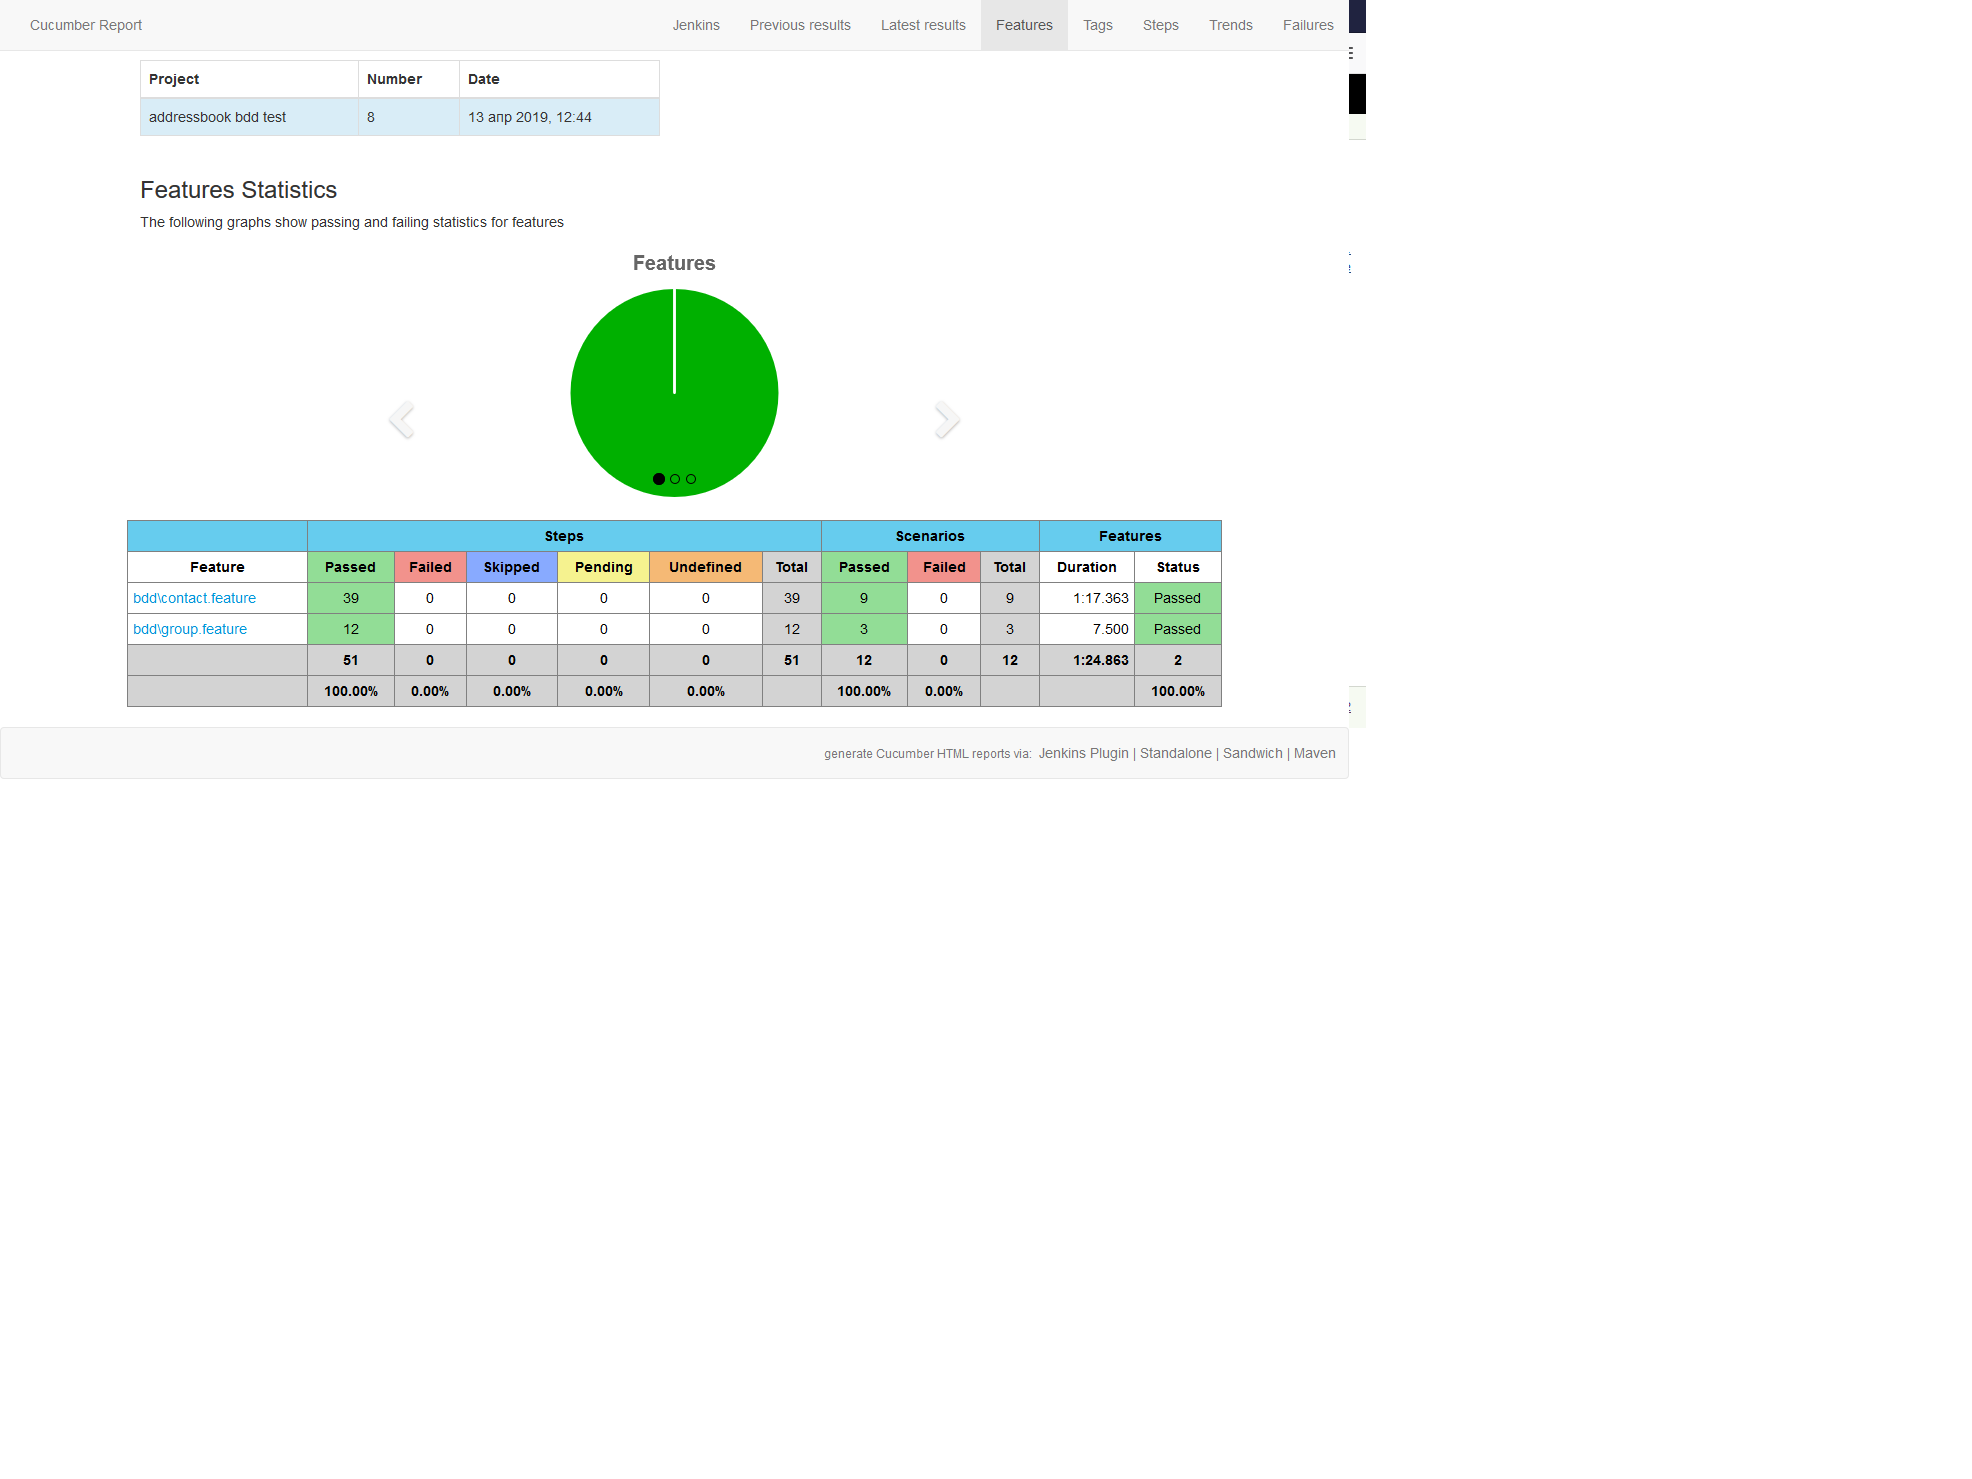 Cucumber Report Jenkins Previous results Latest results Features Tags Steps Trends Failures
Project Number Date
addressbook bdd test 8 13 апр 2019, 12:44
Features Statistics
The following graphs show passing and failing statistics for features
Features
Steps Scenarios Features
Feature Passed Failed Skipped Pending Undefined Total Passed Failed Total Duration Status
bdd\contact.feature 39 0 0 0 0 39 9 0 9 1:17.363 Passed
bdd\group.feature 12 0 0 0 0 12 3 0 3 7.500 Passed
51 0 0 0 0 51 12 0 12 1:24.863 2
100.00% 0.00% 0.00% 0.00% 0.00% 100.00% 0.00% 100.00%
generate Cucumber HTML reports via: Jenkins Plugin | Standalone | Sandwich | Maven